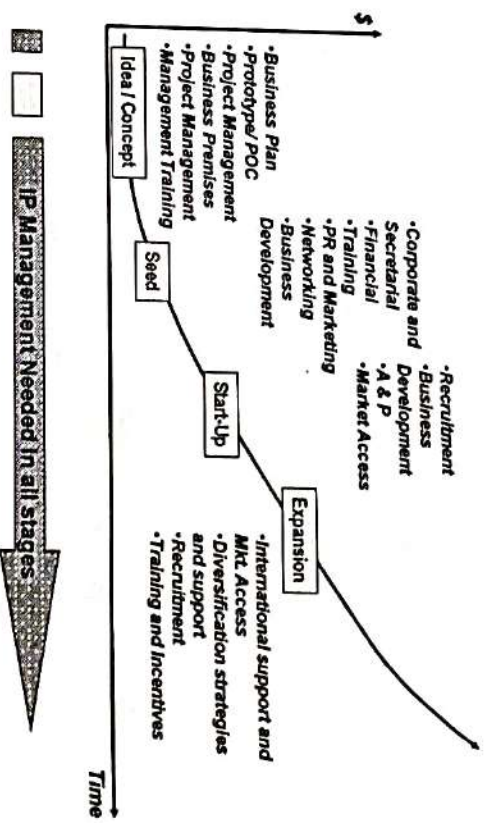 $
•Business Plan
•Prototype/ POC
•Project Management
•Business Premises
•Project Management
•Management Training
•Corporate and
Secretarial
•Financial
•Training
•PR and Marketing
•Networking
•Business
Development
•Recruitment
•Business
Development
•A & P
•Market Access
Idea / Concept
Seed
Start-Up
Expansion
•International support and
Mkt. Access
•Diversification strategies
and support
•Recruitment
•Training and Incentives
Time
IP Management Needed in all stages